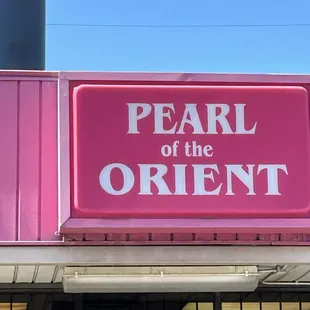 PEARL
of the
ORIENT